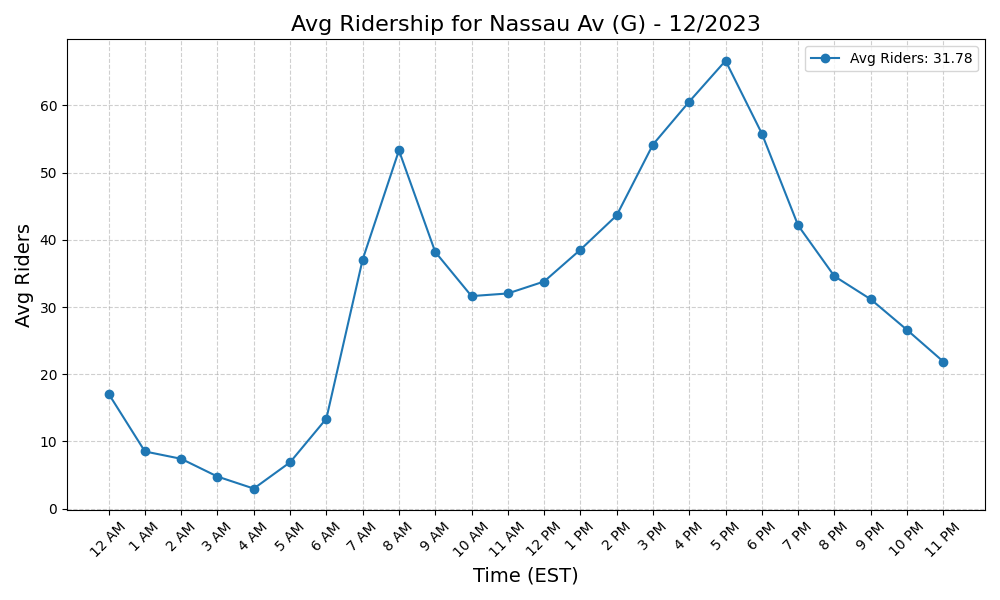 Avg Ridership for Nassau Av (G) - 12/2023
Avg Riders: 31.78
Avg Riders
60
50
40
30
20
10
0
12 AM
1 AM
2 AM
3 AM
4 AM
5 AM
6 AM
7 AM
8 AM
9 AM
10 AM
11 AM
12 PM
1 PM
2 PM
3 PM
4 PM
5 PM
6 PM
7 PM
8 PM
9 PM
10 PM
11 PM
Time (EST)